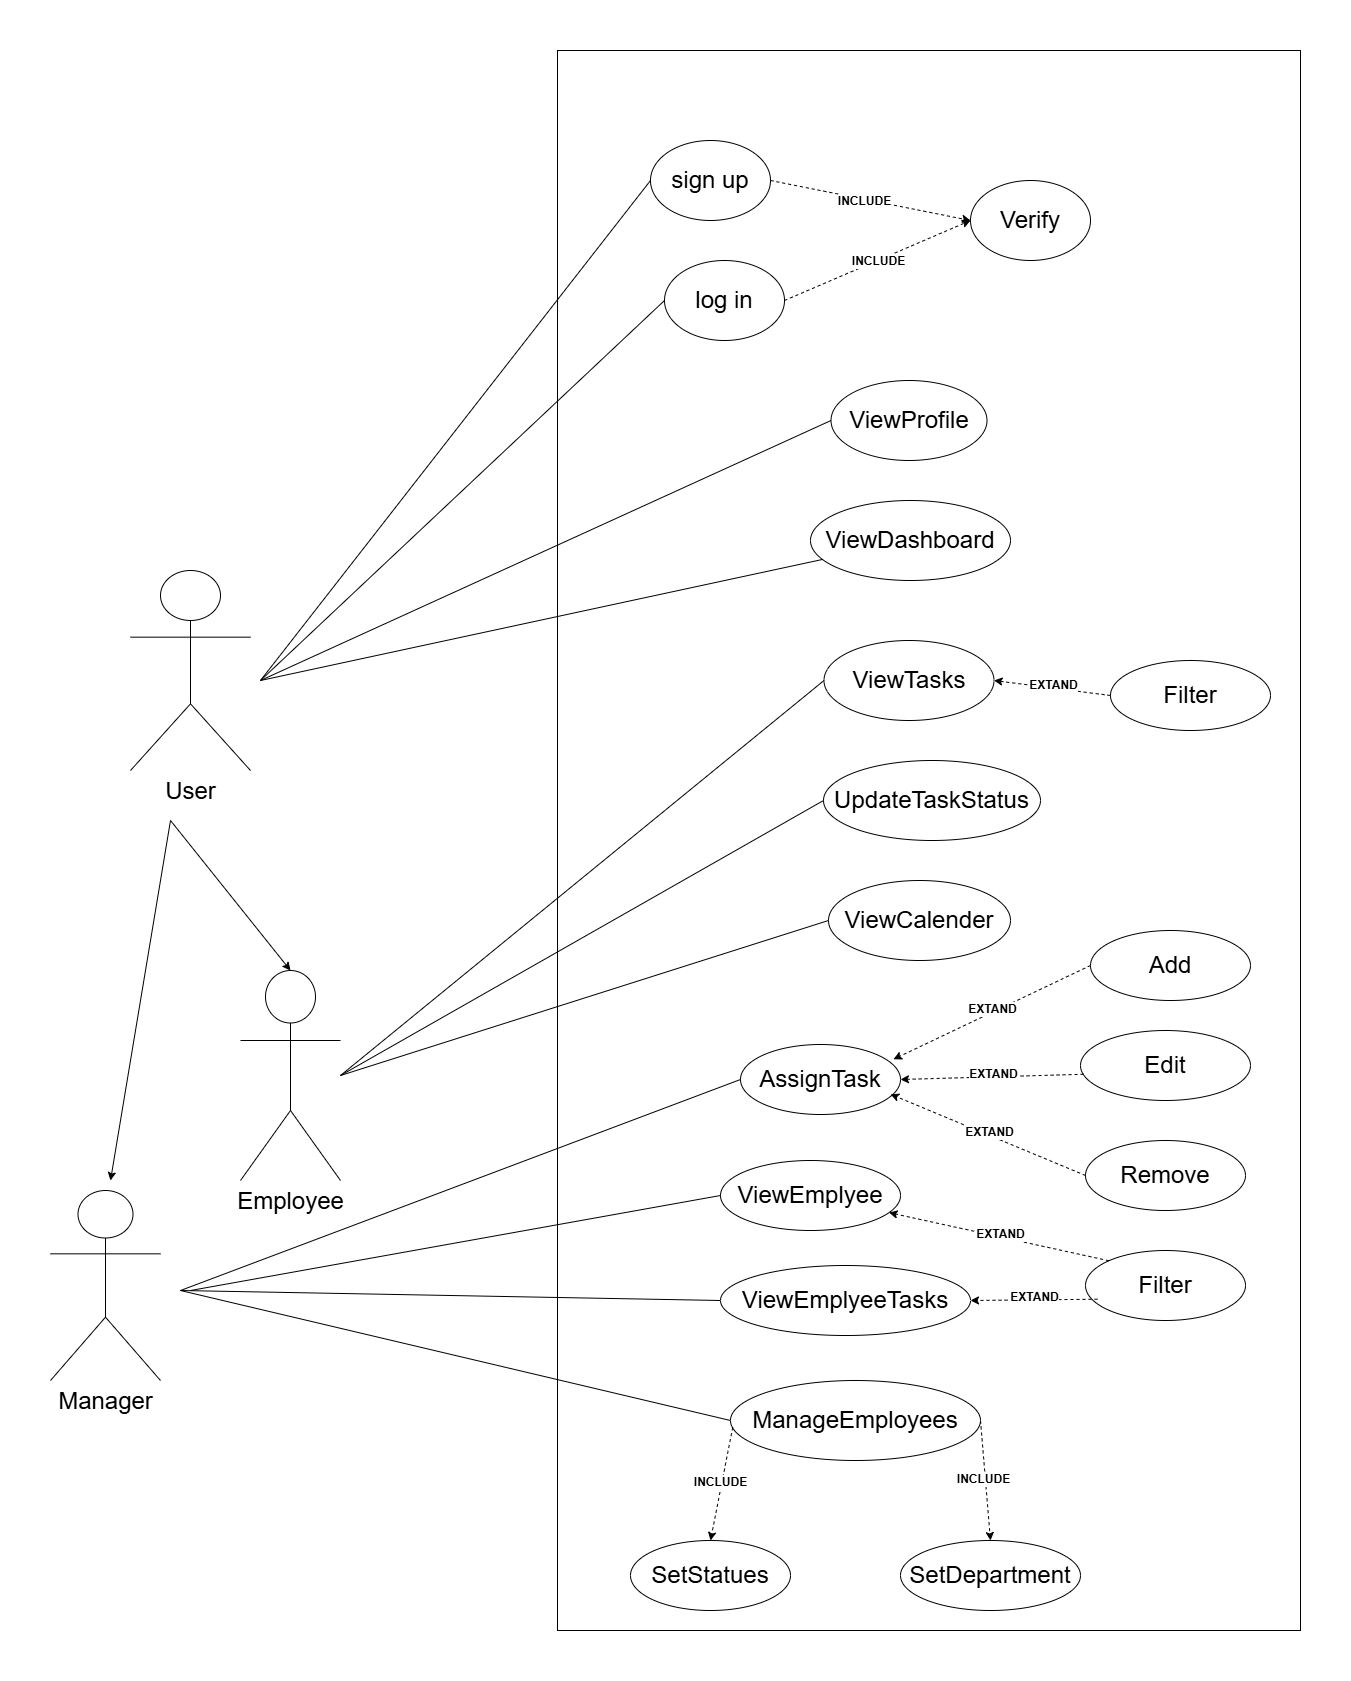 sign up
INCLUDE
Verify
log in
INCLUDE
ViewProfile
ViewDashboard
User
ViewTasks
EXTAND
Filter
UpdateTaskStatus
ViewCalender
Add
EXTAND
Employee
AssignTask
EXTAND
Edit
EXTAND
Remove
Manager
ViewEmplyee
EXTAND
ViewEmplyeeTasks
EXTAND
Filter
ManageEmployees
INCLUDE
INCLUDE
SetStatues
SetDepartment